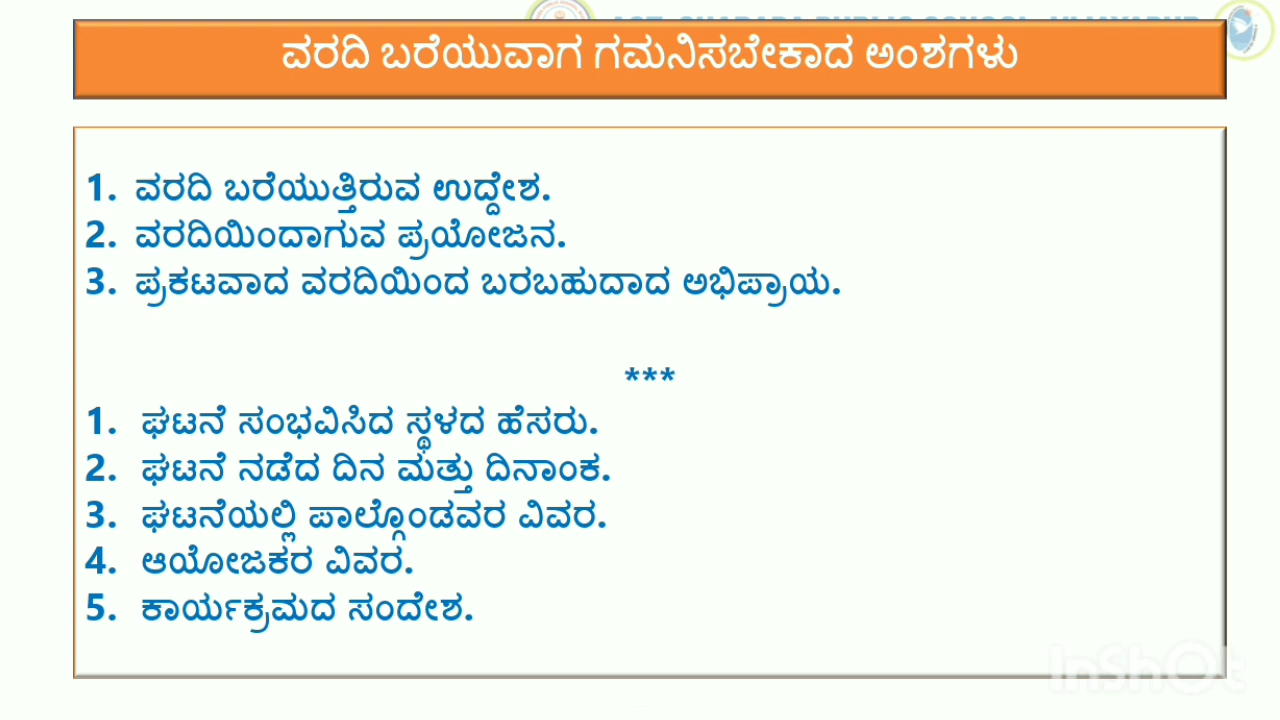 ವರದಿ ಬರೆಯುವಾಗ ಗಮನಿಸಬೇಕಾದ ಅಂಶಗಳು
1. ವರದಿ ಬರೆಯುತ್ತಿರುವ ಉದ್ದೇಶ.
2. ವರದಿಯಿಂದಾಗುವ ಪ್ರಯೋಜನ.
3. ಪ್ರಕಟವಾದ ವರದಿಯಿಂದ ಬರಬಹುದಾದ ಅಭಿಪ್ರಾಯ.
***
1. ಘಟನೆ ಸಂಭವಿಸಿದ ಸ್ಥಳದ ಹೆಸರು.
2. ಘಟನೆ ನಡೆದ ದಿನ ಮತ್ತು ದಿನಾಂಕ.
3. ಘಟನೆಯಲ್ಲಿ ಪಾಲ್ಗೊಂಡವರ ವಿವರ.
4. ಆಯೋಜಕರ ವಿವರ.
5. ಕಾರ್ಯಕ್ರಮದ ಸಂದೇಶ.
InShOt